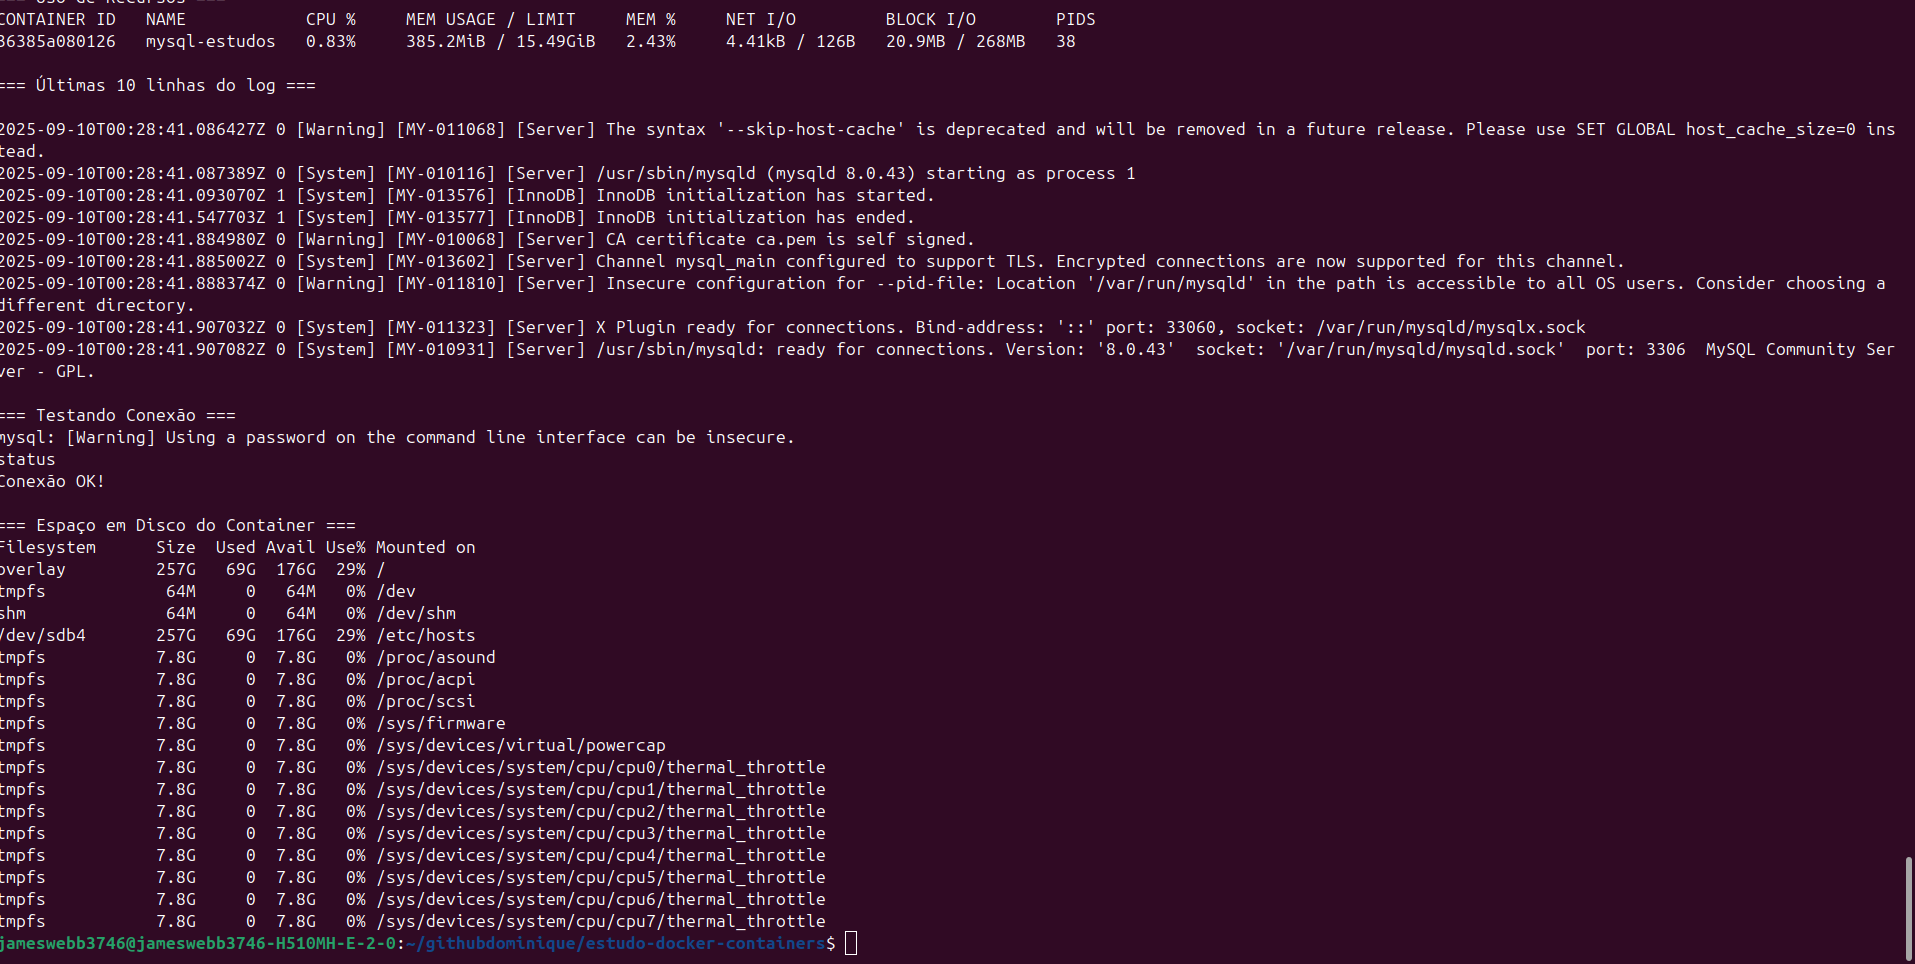 === Uso de Recursos ===
CONTAINER ID   NAME            CPU %     MEM USAGE / LIMIT     MEM %     NET I/O         BLOCK I/O        PIDS
36385a080126   mysql-estudos   0.83%     385.2MiB / 15.49GiB   2.43%     4.41kB / 126B   20.9MB / 268MB   38
=== Últimas 10 linhas do log ===
2025-09-10T00:28:41.086427Z 0 [Warning] [MY-011068] [Server] The syntax '--skip-host-cache' is deprecated and will be removed in a future release. Please use SET GLOBAL host_cache_size=0 ins
tead.
2025-09-10T00:28:41.087389Z 0 [System] [MY-010116] [Server] /usr/sbin/mysqld (mysqld 8.0.43) starting as process 1
2025-09-10T00:28:41.093070Z 1 [System] [MY-013576] [InnoDB] InnoDB initialization has started.
2025-09-10T00:28:41.547703Z 1 [System] [MY-013577] [InnoDB] InnoDB initialization has ended.
2025-09-10T00:28:41.884980Z 0 [Warning] [MY-010068] [Server] CA certificate ca.pem is self signed.
2025-09-10T00:28:41.885002Z 0 [System] [MY-013602] [Server] Channel mysql_main configured to support TLS. Encrypted connections are now supported for this channel.
2025-09-10T00:28:41.888374Z 0 [Warning] [MY-011810] [Server] Insecure configuration for --pid-file: Location '/var/run/mysqld' in the path is accessible to all OS users. Consider choosing a
different directory.
2025-09-10T00:28:41.907032Z 0 [System] [MY-011323] [Server] X Plugin ready for connections. Bind-address: '::' port: 33060, socket: /var/run/mysqld/mysqlx.sock
2025-09-10T00:28:41.907082Z 0 [System] [MY-010931] [Server] /usr/sbin/mysqld: ready for connections. Version: '8.0.43'  socket: '/var/run/mysqld/mysqld.sock'  port: 3306  MySQL Community Ser
ver - GPL.
=== Testando Conexão ===
mysql: [Warning] Using a password on the command line interface can be insecure.
status
Conexão OK!
=== Espaço em Disco do Container ===
Filesystem      Size  Used Avail Use% Mounted on
overlay         257G   69G  176G  29% /
tmpfs            64M     0   64M   0% /dev
shm              64M     0   64M   0% /dev/shm
/dev/sdb4       257G   69G  176G  29% /etc/hosts
tmpfs           7.8G     0  7.8G   0% /proc/asound
tmpfs           7.8G     0  7.8G   0% /proc/acpi
tmpfs           7.8G     0  7.8G   0% /proc/scsi
tmpfs           7.8G     0  7.8G   0% /sys/firmware
tmpfs           7.8G     0  7.8G   0% /sys/devices/virtual/powercap
tmpfs           7.8G     0  7.8G   0% /sys/devices/system/cpu/cpu0/thermal_throttle
tmpfs           7.8G     0  7.8G   0% /sys/devices/system/cpu/cpu1/thermal_throttle
tmpfs           7.8G     0  7.8G   0% /sys/devices/system/cpu/cpu2/thermal_throttle
tmpfs           7.8G     0  7.8G   0% /sys/devices/system/cpu/cpu3/thermal_throttle
tmpfs           7.8G     0  7.8G   0% /sys/devices/system/cpu/cpu4/thermal_throttle
tmpfs           7.8G     0  7.8G   0% /sys/devices/system/cpu/cpu5/thermal_throttle
tmpfs           7.8G     0  7.8G   0% /sys/devices/system/cpu/cpu6/thermal_throttle
tmpfs           7.8G     0  7.8G   0% /sys/devices/system/cpu/cpu7/thermal_throttle
jameswebb3746@jameswebb3746-H510MH-E-2-0:~/githubdominique/estudo-docker-containers$